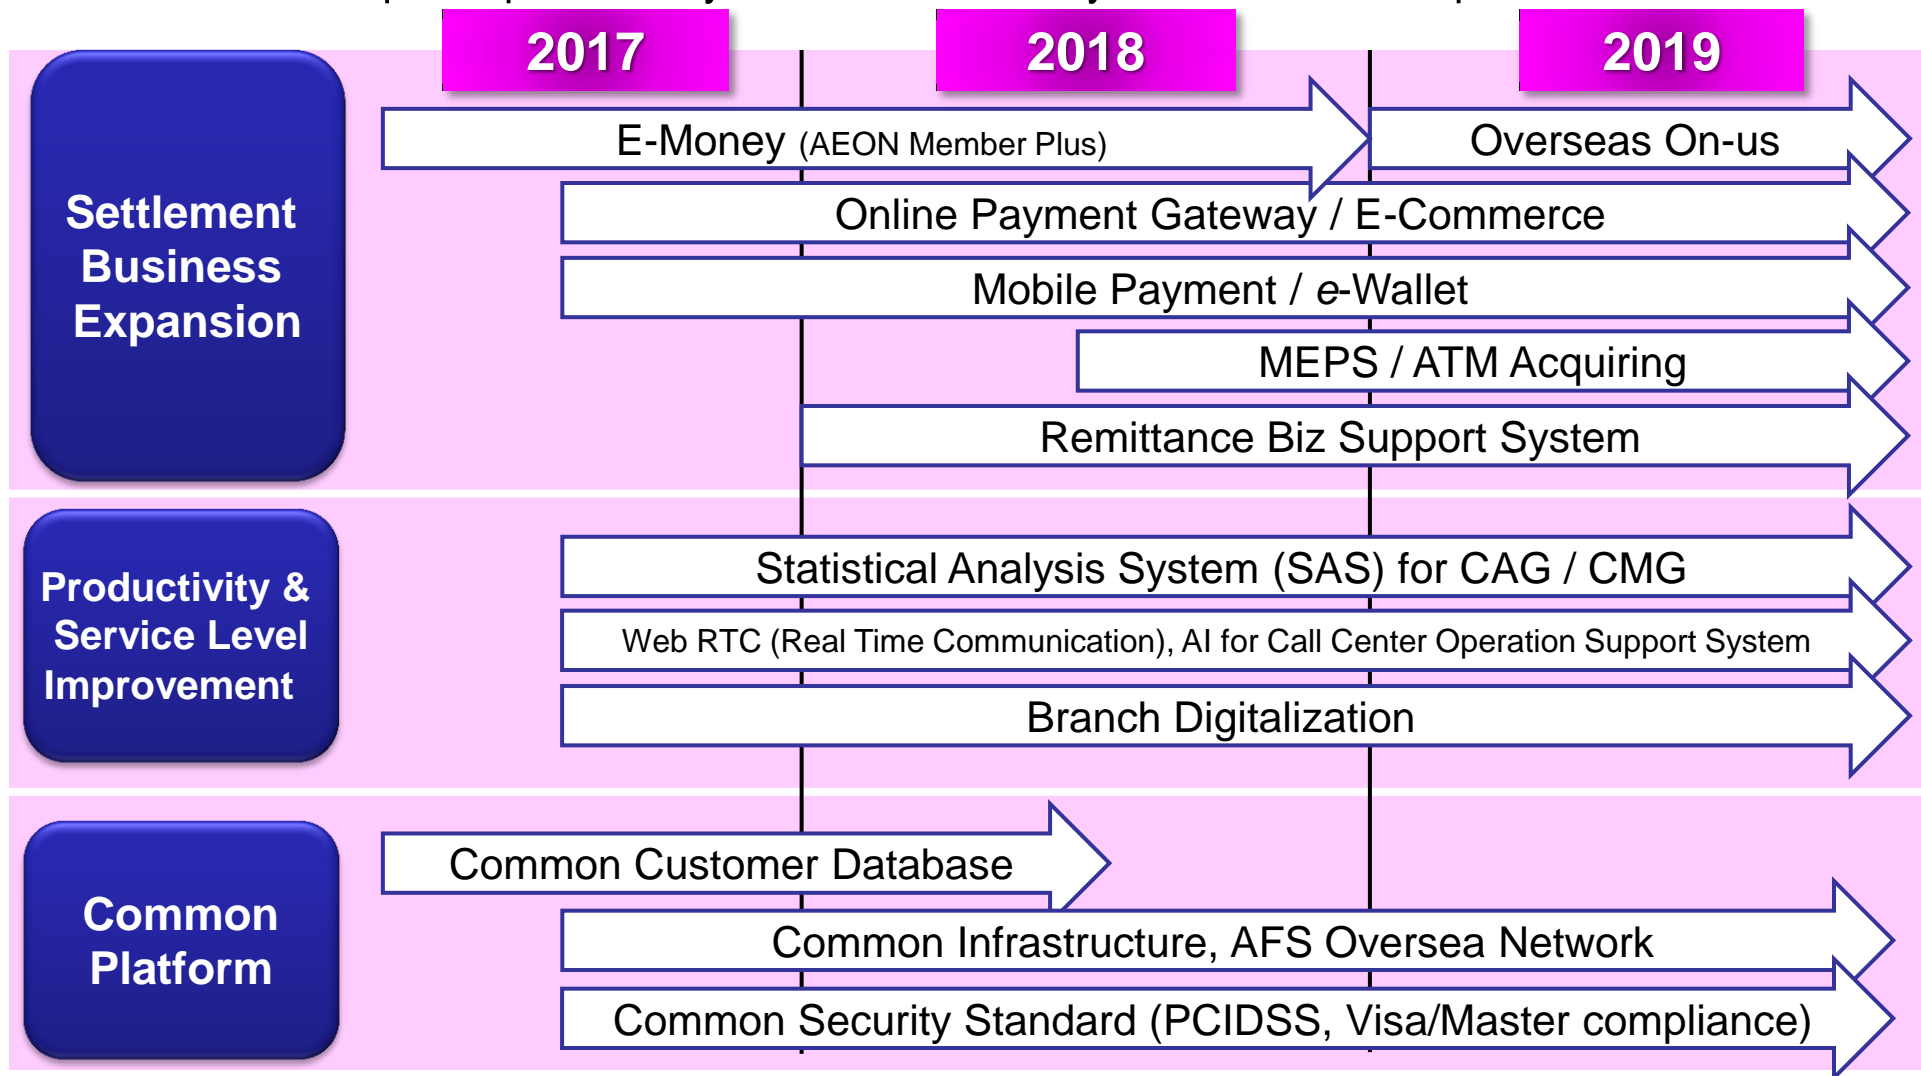 2017
2018
2019
Settlement
Business
Expansion
E-Money (AEON Member Plus)
Overseas On-us
Online Payment Gateway / E-Commerce
Mobile Payment / e-Wallet
MEPS / ATM Acquiring
Remittance Biz Support System
Productivity &
Service Level
Improvement
Statistical Analysis System (SAS) for CAG / CMG
Web RTC (Real Time Communication), AI for Call Center Operation Support System
Branch Digitalization
Common
Platform
Common Customer Database
Common Infrastructure, AFS Oversea Network
Common Security Standard (PCIDSS, Visa/Master compliance)